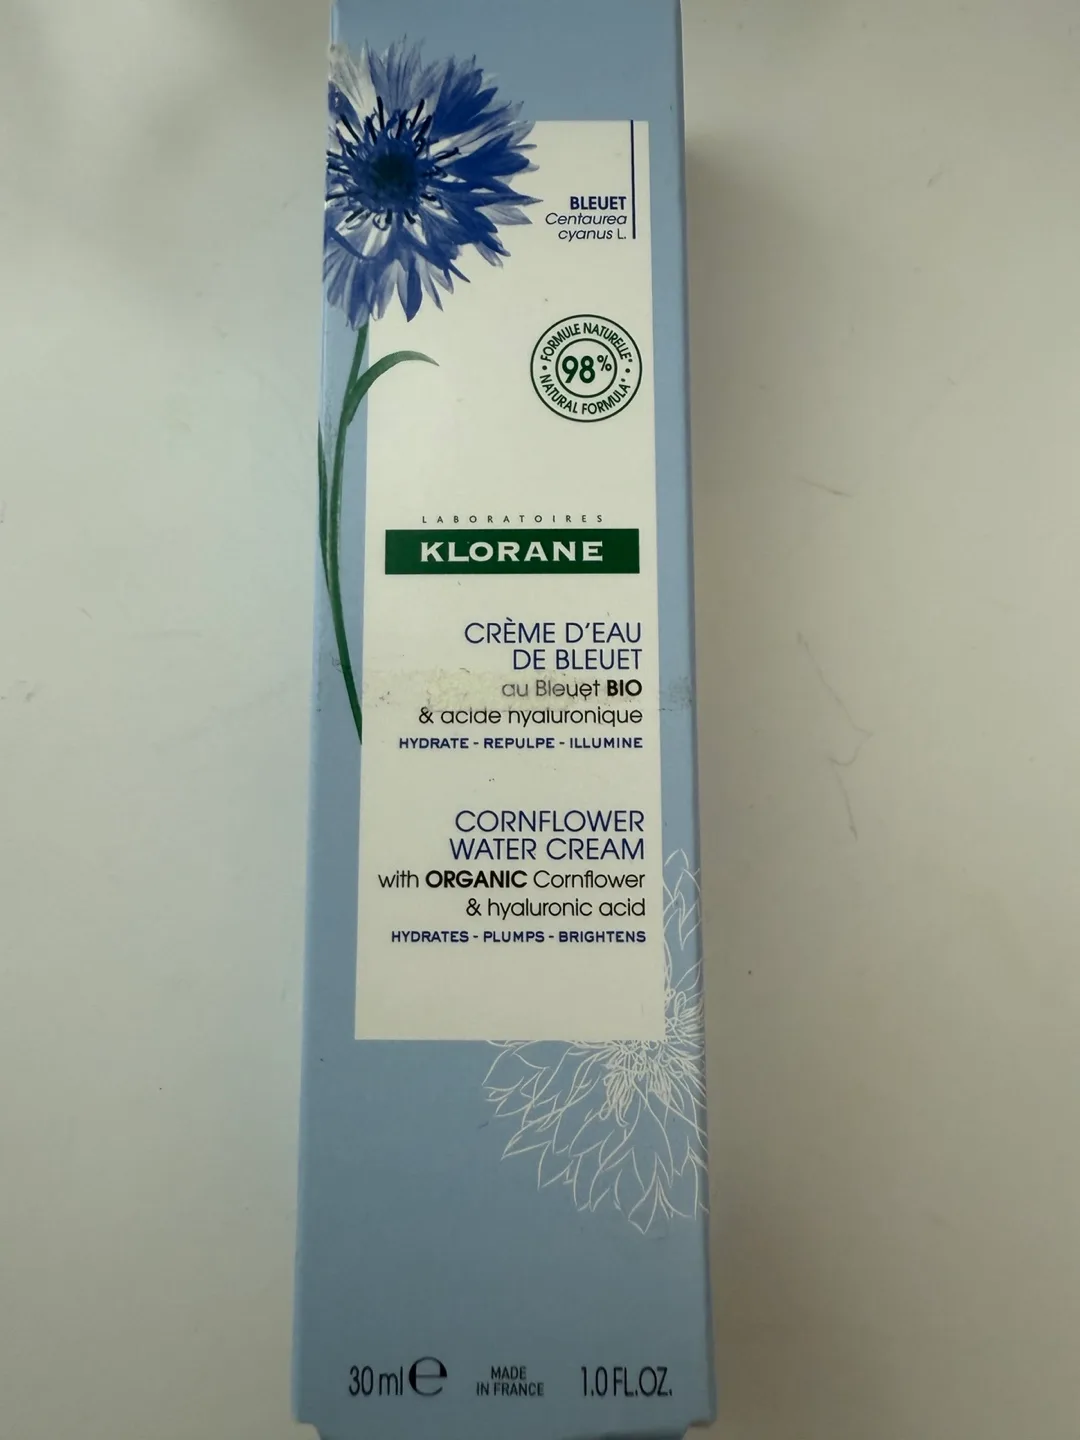 BLEUET
Centaurea
cyanus L.
FORMULE NATURELLE*
98%
NATURAL FORMULA*
LABORATOIRES
KLORANE
CRÈME D'EAU
DE BLEUET
au Bleuet BIO
& acide hyaluronique
HYDRATE - REPULPE - ILLUMINE
CORNFLOWER
WATER CREAM
with ORGANIC Cornflower
& hyaluronic acid
HYDRATES - PLUMPS - BRIGHTENS
30 ml ℮
MADE
IN FRANCE
1.0 FL.OZ.